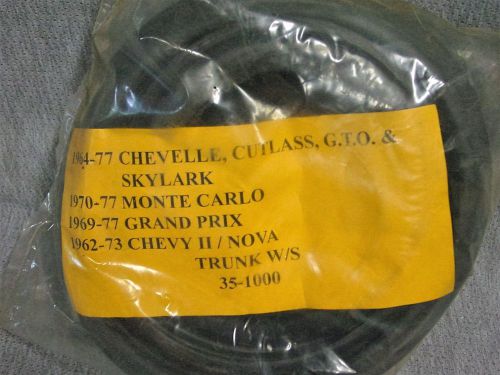 1964-77 CHEVELLE, CUTLASS, G.T.O. &
SKYLARK
1970-77 MONTE CARLO
1969-77 GRAND PRIX
1962-73 CHEVY II / NOVA
TRUNK W/S
35-1000